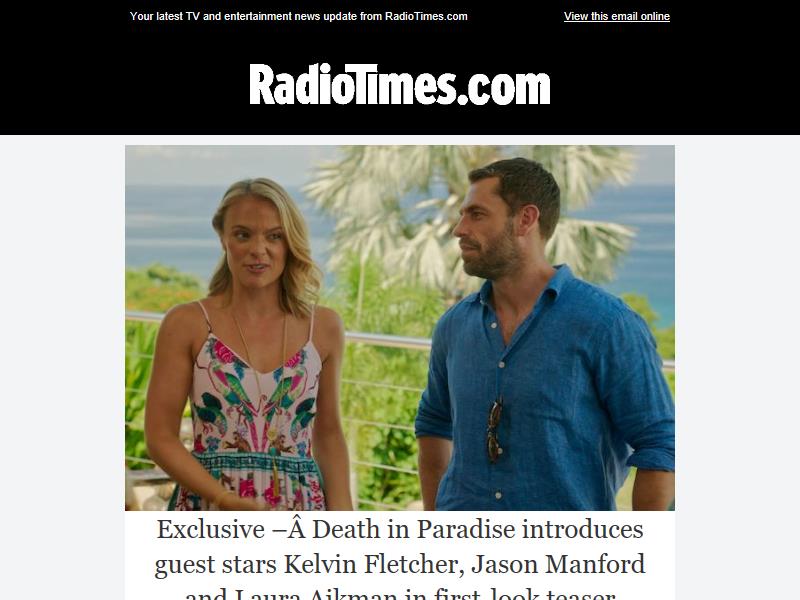 Your latest TV and entertainment news update from RadioTimes.com
View this email online
RadioTimes.com
Exclusive –Â Death in Paradise introduces
guest stars Kelvin Fletcher, Jason Manford
and Laura Aikman in first-look teaser